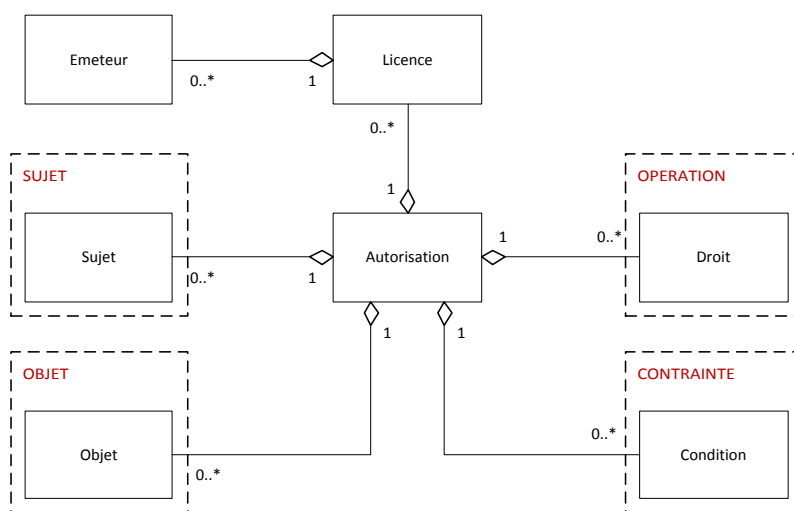 Emeteur
Licence
0..*
1
0..*
SUJET
OPERATION
1
1
0..*
Sujet
Autorisation
Droit
0..*
1
1
1
OBJET
CONTRAINTE
0..*
Objet
Condition
0..*